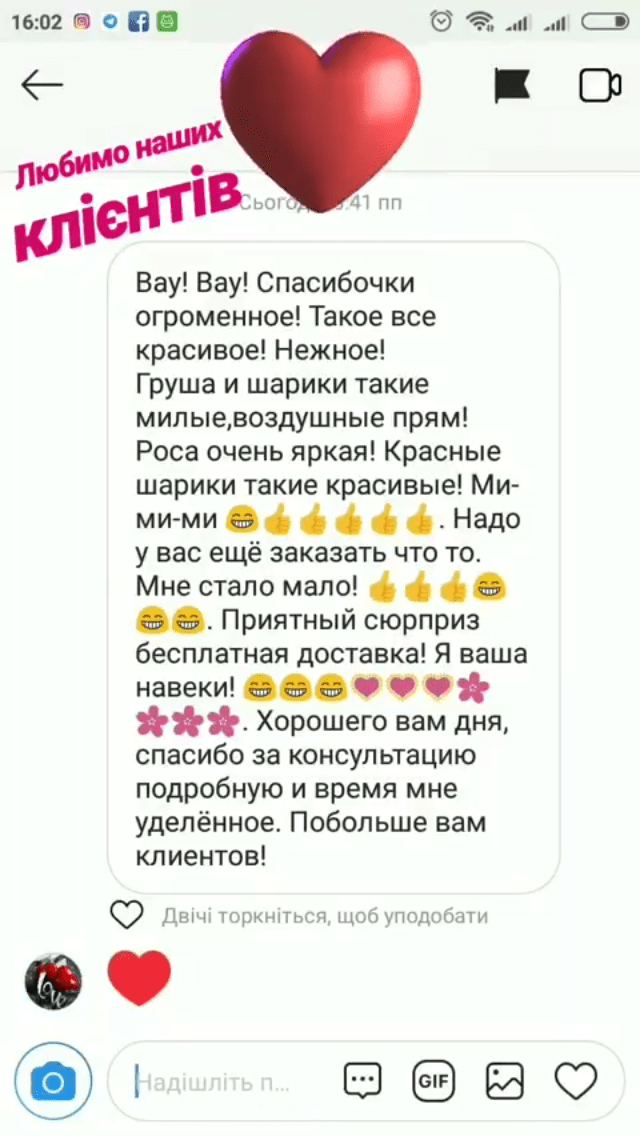 16:02
Любимо наших
клієнтів
41 пп
Вау! Вау! Спасибочки
огроменное! Такое все
красивое! Нежное!
Груша и шарики такие
милые,воздушные прям!
Роса очень яркая! Красные
шарики такие красивые! Ми-
ми-ми 😁👍👍👍👍👍. Надо
у вас ещё заказать что то.
Мне стало мало! 👍👍👍😁
😁😁. Приятный сюрприз
бесплатная доставка! Я ваша
навеки! 😁😁😁💗💗💗🌸
🌸🌸🌸. Хорошего вам дня,
спасибо за консультацию
подробную и время мне
уделённое. Побольше вам
клиентов!
Двічі торкніться, щоб уподобати
Надішліть п...
GIF